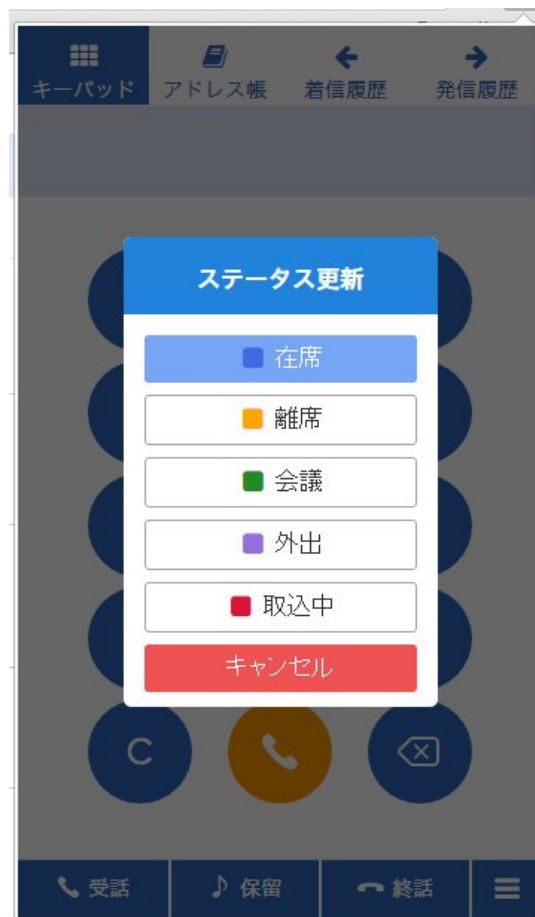 キーパッド アドレス帳 着信履歴 発信履歴
ステータス更新
在席
離席
会議
外出
取込中
キャンセル
C
受話 保留 終話